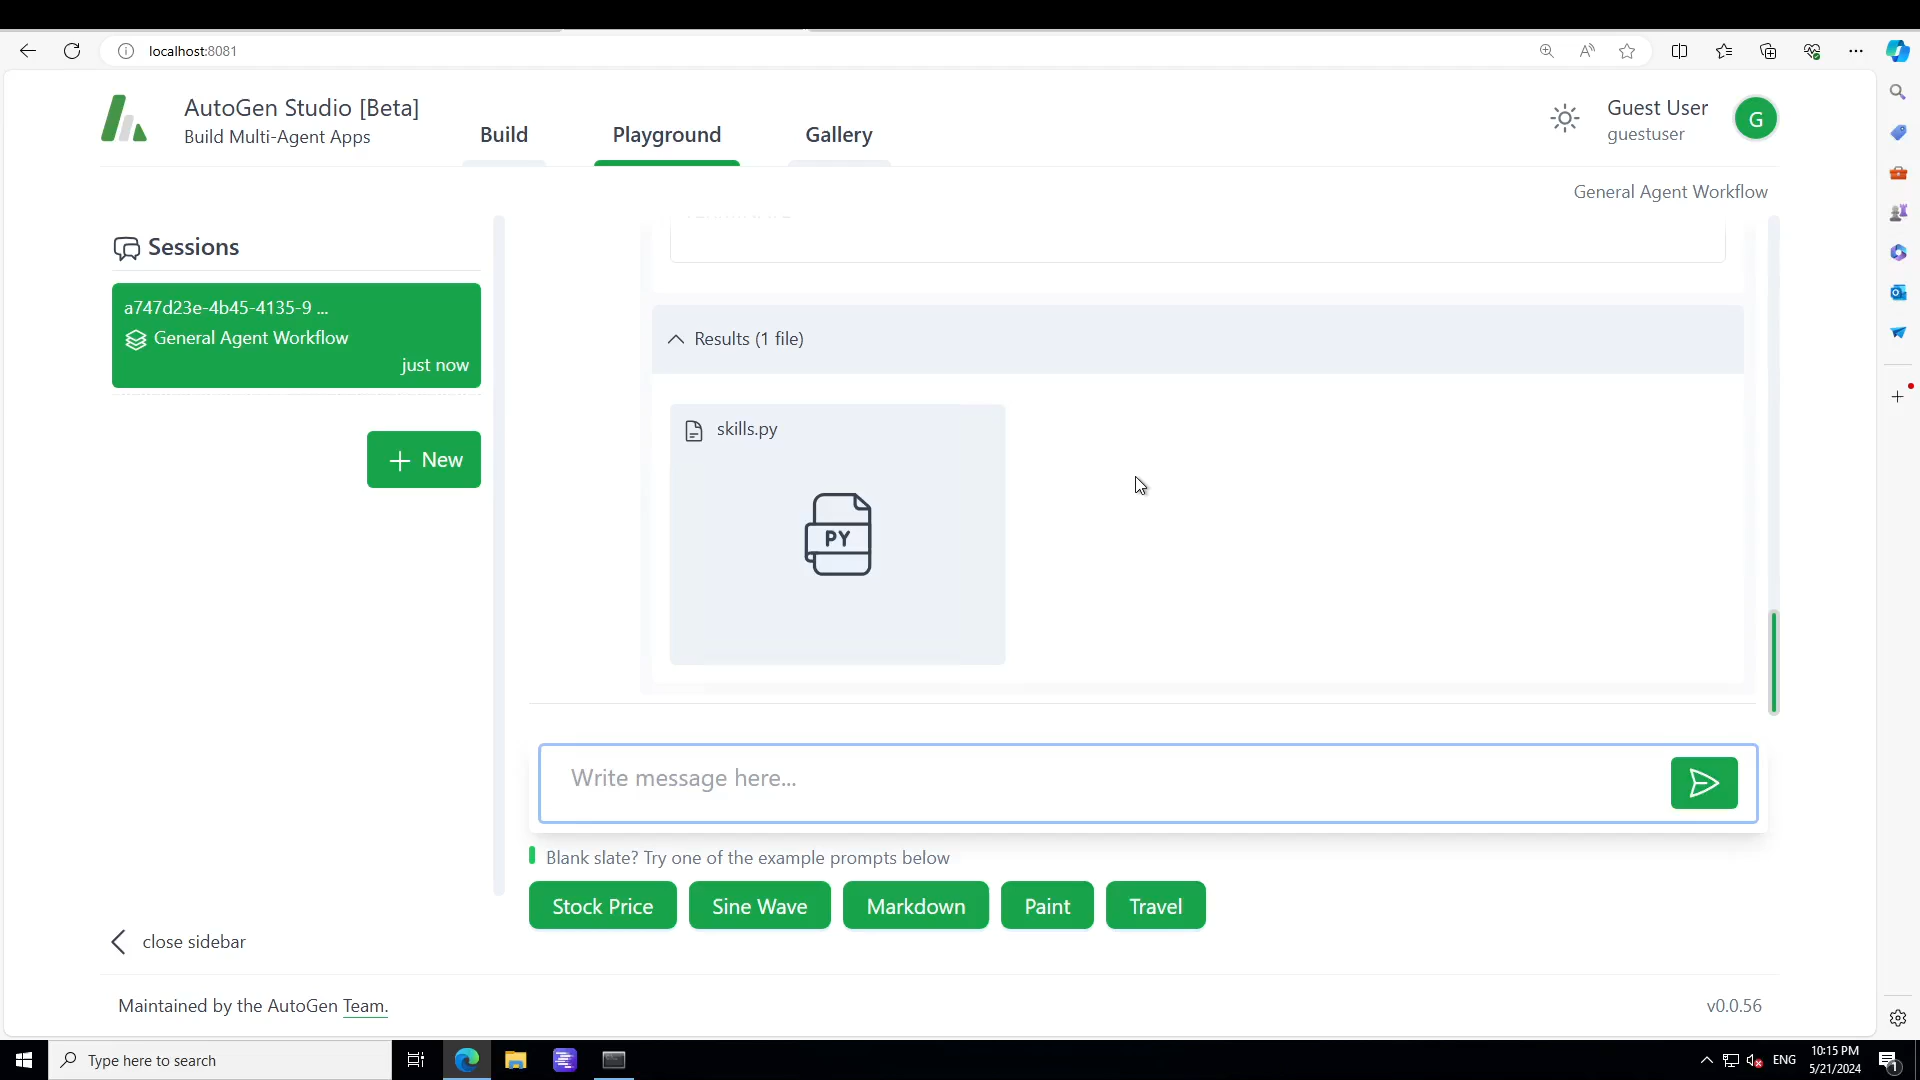 localhost:8081
AutoGen Studio [Beta]
Build Multi-Agent Apps
Build
Playground
Gallery
Guest User
guestuser
G
General Agent Workflow
Sessions
a747d23e-4b45-4135-9 ...
General Agent Workflow
just now
New
Results (1 file)
skills.py
PY
Write message here...
Blank slate? Try one of the example prompts below
Stock Price
Sine Wave
Markdown
Paint
Travel
close sidebar
Maintained by the AutoGen Team.
v0.0.56
Type here to search
ENG
10:15 PM
5/21/2024
1